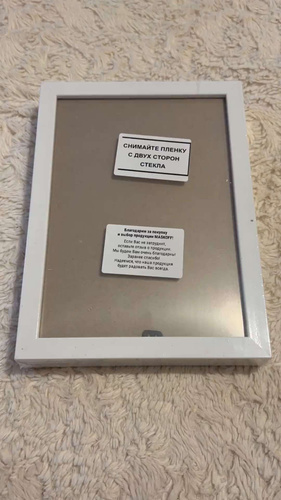 СНИМАЙТЕ ПЛЕНКУ
С ДВУХ СТОРОН
СТЕКЛА
Благодарим за покупку
и выбор продукции MASKOFF!
Если Вас не затруднит,
оставьте отзыв о продукции.
Мы будем Вам очень благодарны!
Заранее спасибо!
Надеемся, что наша продукция
будет радовать Вас всегда.